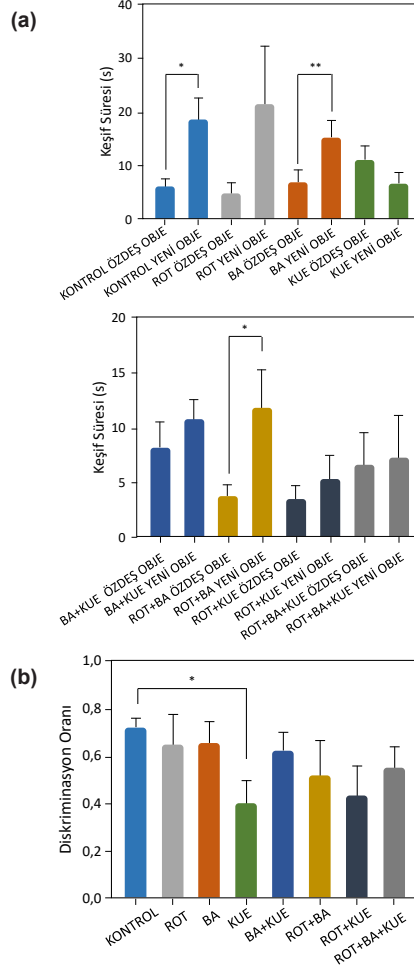 (a)
Keşif Süresi (s)
40
30
20
10
0
*
**
KONTROL ÖZDEŞ OBJE
KONTROL YENİ OBJE
ROT ÖZDEŞ OBJE
ROT YENİ OBJE
BA ÖZDEŞ OBJE
BA YENİ OBJE
KUE ÖZDEŞ OBJE
KUE YENİ OBJE
Keşif Süresi (s)
20
15
10
5
0
*
BA+KUE ÖZDEŞ OBJE
BA+KUE YENİ OBJE
ROT+BA ÖZDEŞ OBJE
ROT+BA YENİ OBJE
ROT+KUE ÖZDEŞ OBJE
ROT+KUE YENİ OBJE
ROT+BA+KUE ÖZDEŞ OBJE
ROT+BA+KUE YENİ OBJE
(b)
Diskriminasyon Oranı
1,0
0,8
0,6
0,4
0,2
0,0
*
KONTROL
ROT
BA
KUE
BA+KUE
ROT+BA
ROT+KUE
ROT+BA+KUE